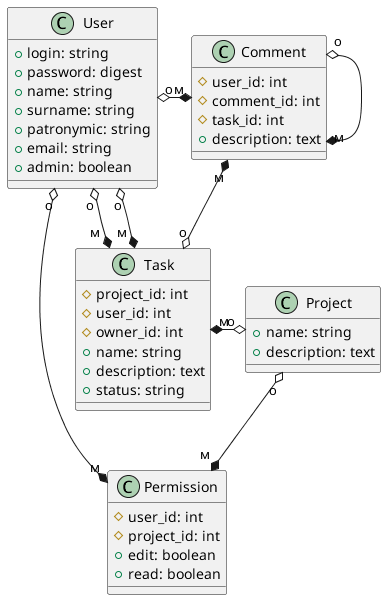 C User
login: string
password: digest
name: string
surname: string
patronymic: string
email: string
admin: boolean
C Comment
user_id: int
comment_id: int
task_id: int
description: text
o
м
o
м
o
o
o
м
м
м
o
C Task
project_id: int
user_id: int
owner_id: int
name: string
description: text
status: string
C Project
name: string
description: text
м
o
o
м
м
C Permission
user_id: int
project_id: int
edit: boolean
read: boolean